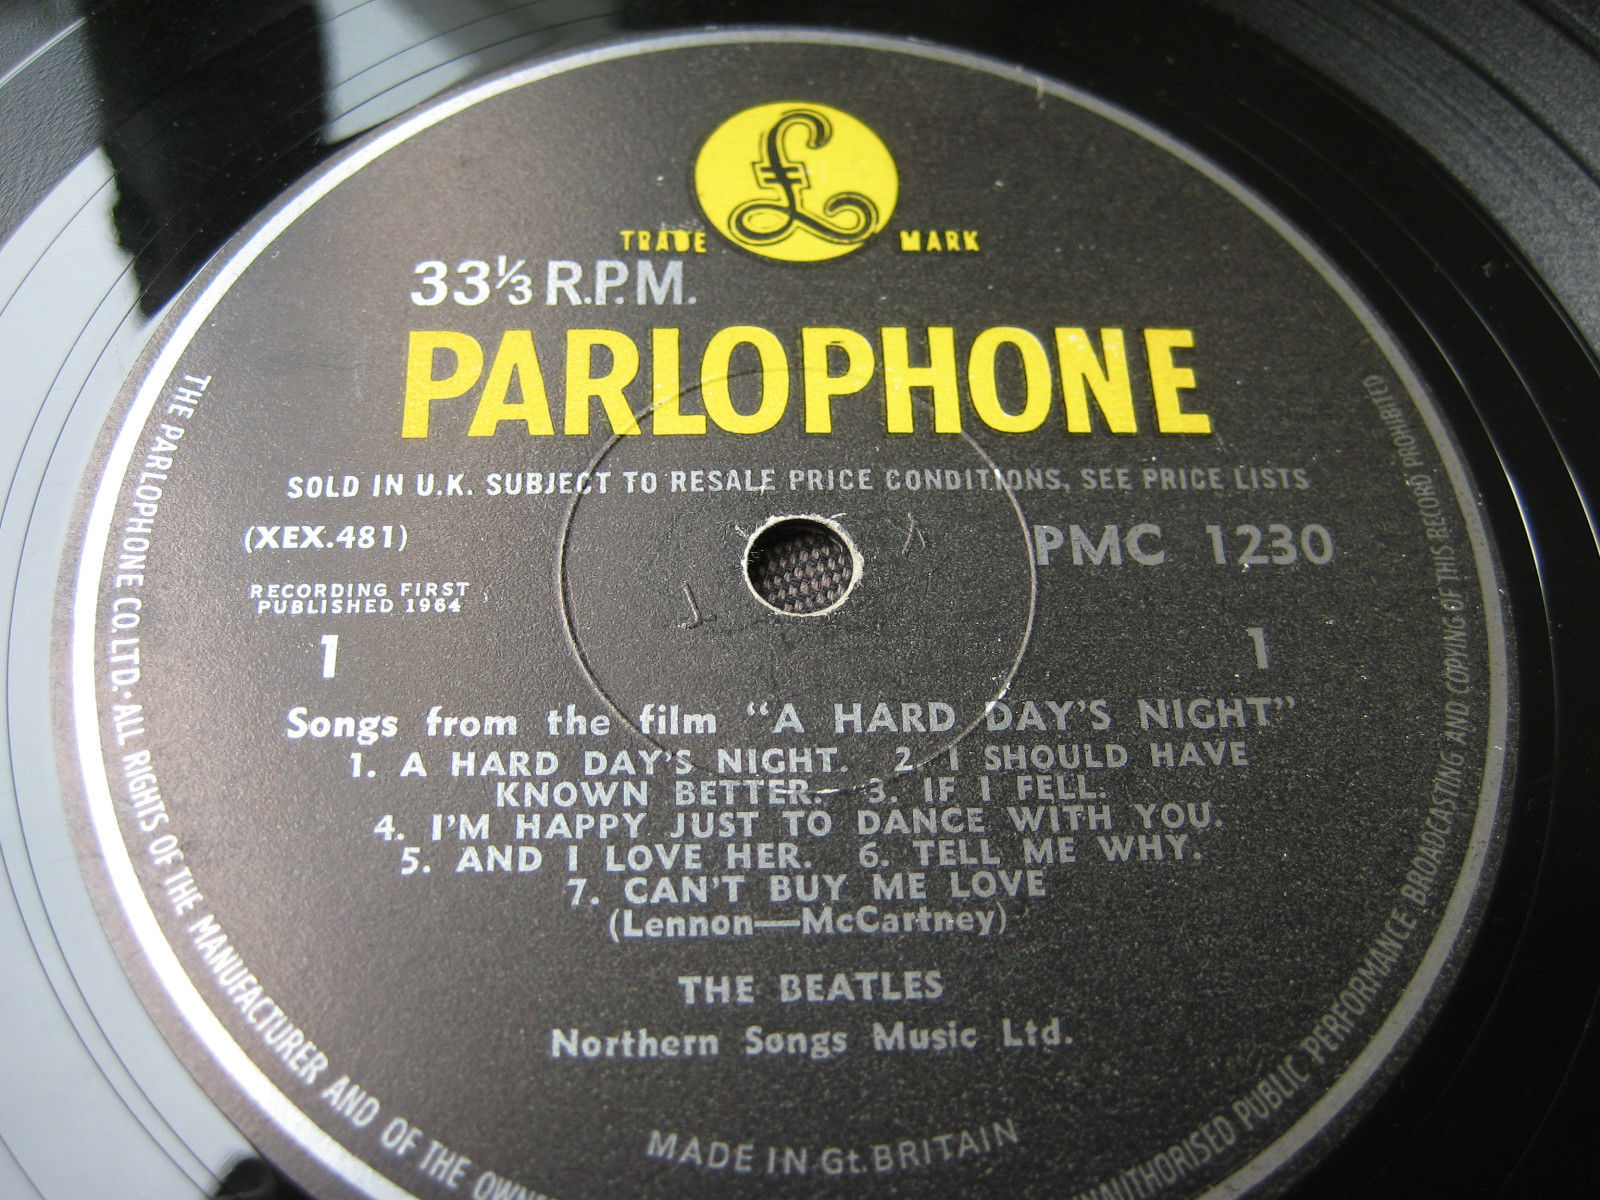 £
TRADE MARK
33⅓ R.P.M.
PARLOPHONE
SOLD IN U.K. SUBJECT TO RESALE PRICE CONDITIONS, SEE PRICE LISTS
(XEX.481)
PMC 1230
RECORDING FIRST
PUBLISHED 1964
1
1
Songs from the film "A HARD DAY'S NIGHT"
1. A HARD DAY'S NIGHT. 2. I SHOULD HAVE
KNOWN BETTER. 3. IF I FELL.
4. I'M HAPPY JUST TO DANCE WITH YOU.
5. AND I LOVE HER. 6. TELL ME WHY.
7. CAN'T BUY ME LOVE
(Lennon—McCartney)
THE BEATLES
Northern Songs Music Ltd.
MADE IN Gt. BRITAIN
THE PARLOPHONE CO. LTD. · ALL RIGHTS OF THE MANUFACTURER AND OF THE
UNAUTHORISED PUBLIC PERFORMANCE BROADCASTING AND COPYING OF THIS RECORD PROHIBITED